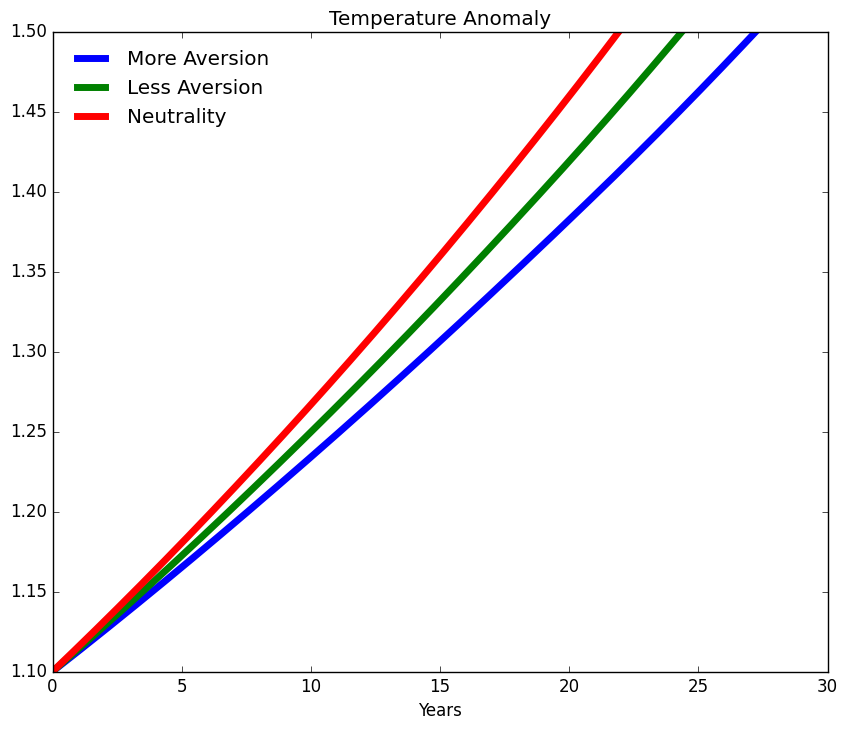 Temperature Anomaly
1.50
1.45
1.40
1.35
1.30
1.25
1.20
1.15
1.10
More Aversion
Less Aversion
Neutrality
0 5 10 15 20 25 30
Years